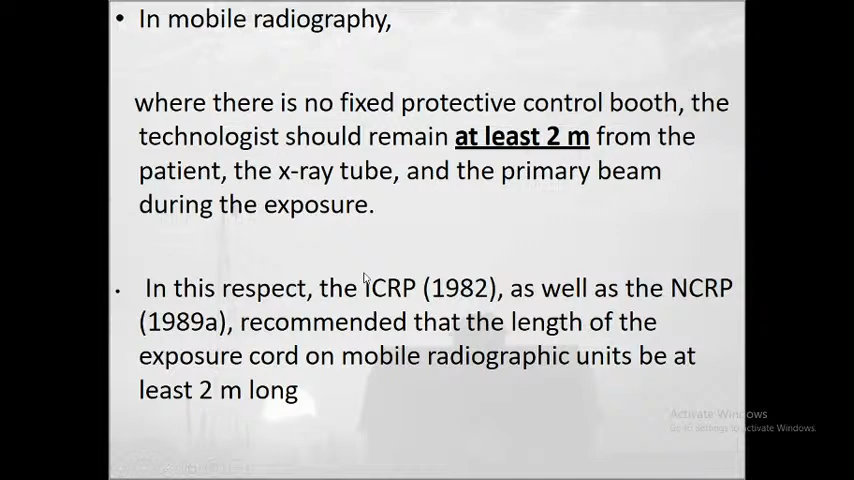 • In mobile radiography,
where there is no fixed protective control booth, the
technologist should remain at least 2 m from the
patient, the x-ray tube, and the primary beam
during the exposure.
• In this respect, the ICRP (1982), as well as the NCRP
(1989a), recommended that the length of the
exposure cord on mobile radiographic units be at
least 2 m long
Activate Windows
Go to Settings to activate Windows.